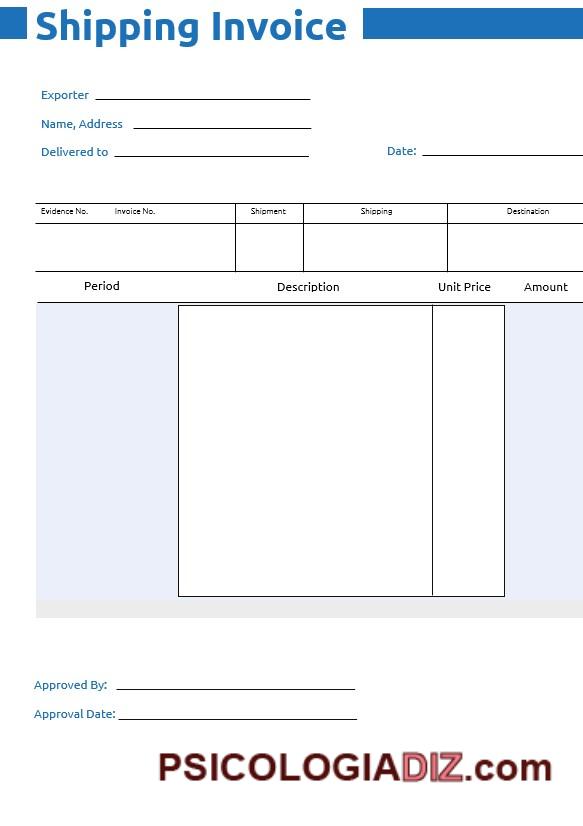 Shipping Invoice
Exporter
Name, Address
Delivered to
Date:
Evidence No. Invoice No. Shipment Shipping Destination
Period Description Unit Price Amount
Approved By:
Approval Date:
PSICOLOGIADIZ.com